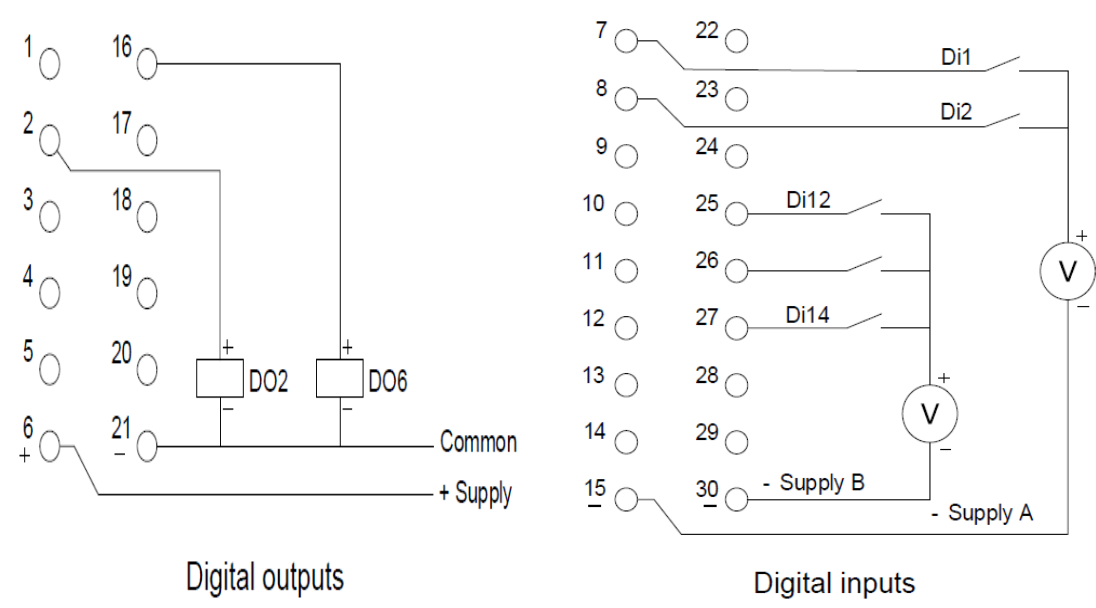 1 16
2 17
3 18
4 19
5 20
6 21
+ −
+ DO2 −
+ DO6 −
Common
+ Supply
Digital outputs
7 22
Di1
8 23
Di2
9 24
10 25 Di12
11 26
12 27 Di14
13 28
14 29
15 30
− −
+ V −
+ V −
- Supply B
- Supply A
Digital inputs